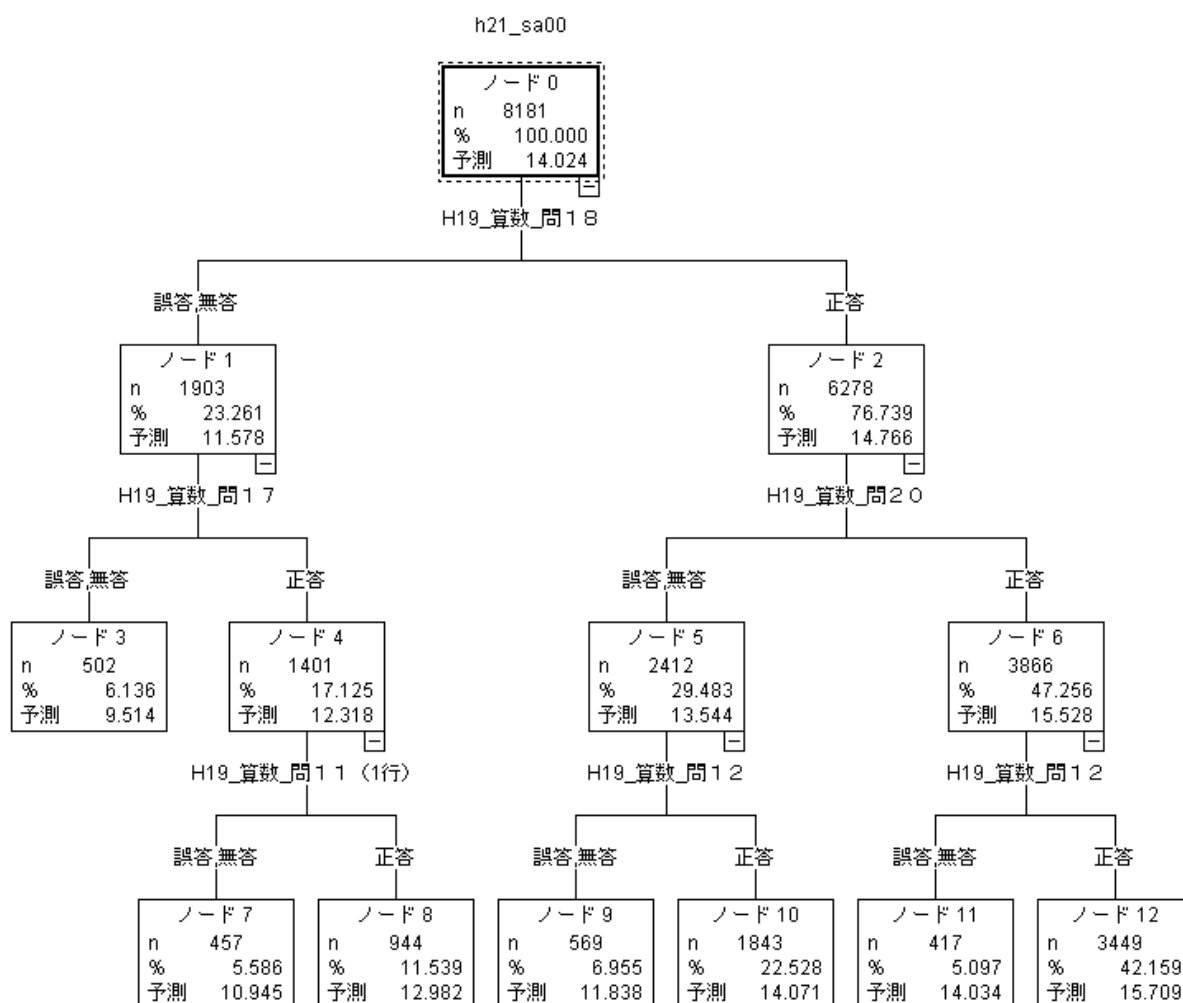 h21_sa00
ノード 0
n 8181
% 100.000
予測 14.024
H19_算数_問１８
誤答,無答 正答
ノード 1
n 1903
% 23.261
予測 11.578
ノード 2
n 6278
% 76.739
予測 14.766
H19_算数_問１７
H19_算数_問２０
誤答,無答 正答 誤答,無答 正答
ノード 3
n 502
% 6.136
予測 9.514
ノード 4
n 1401
% 17.125
予測 12.318
ノード 5
n 2412
% 29.483
予測 13.544
ノード 6
n 3866
% 47.256
予測 15.528
H19_算数_問１１（1行）
H19_算数_問１２
H19_算数_問１２
誤答,無答 正答 誤答,無答 正答 誤答,無答 正答
ノード 7
n 457
% 5.586
予測 10.945
ノード 8
n 944
% 11.539
予測 12.982
ノード 9
n 569
% 6.955
予測 11.838
ノード 10
n 1843
% 22.528
予測 14.071
ノード 11
n 417
% 5.097
予測 14.034
ノード 12
n 3449
% 42.159
予測 15.709